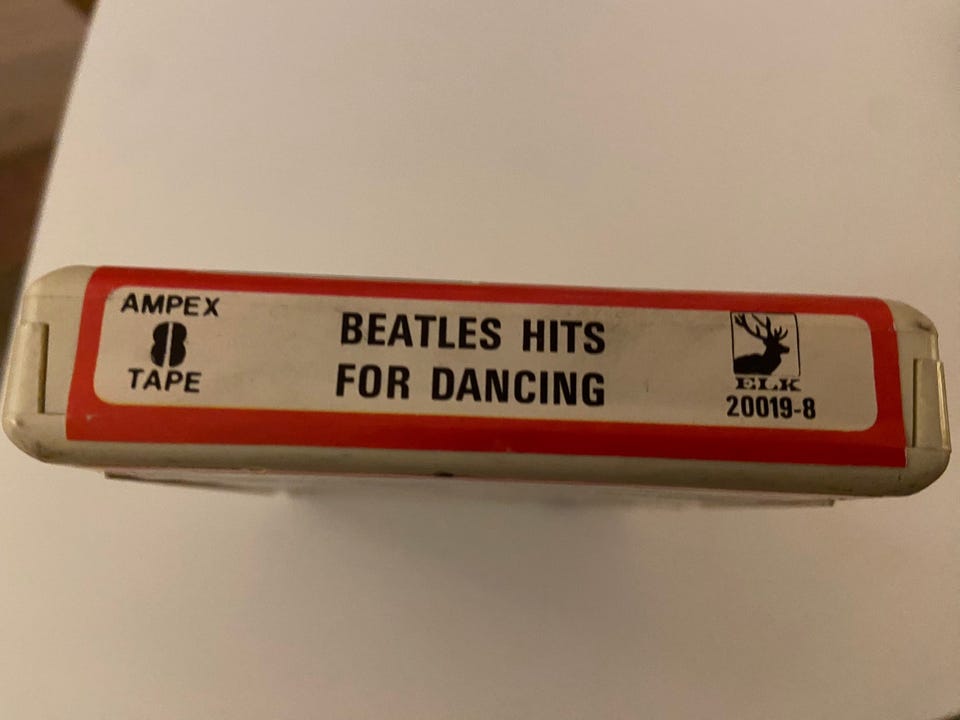 AMPEX
8
TAPE
BEATLES HITS
FOR DANCING
ELK
20019-8